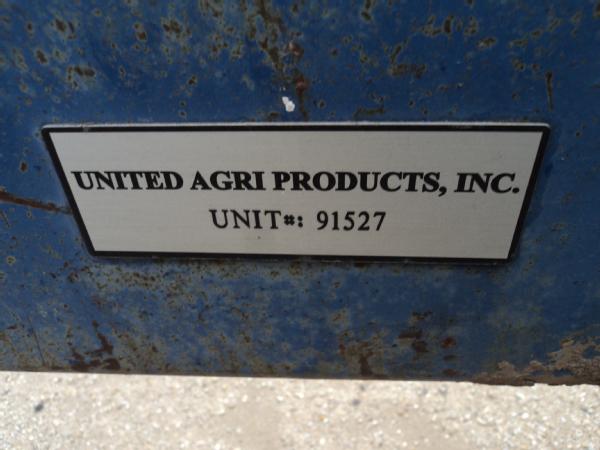 UNITED AGRI PRODUCTS, INC.
UNIT#: 91527